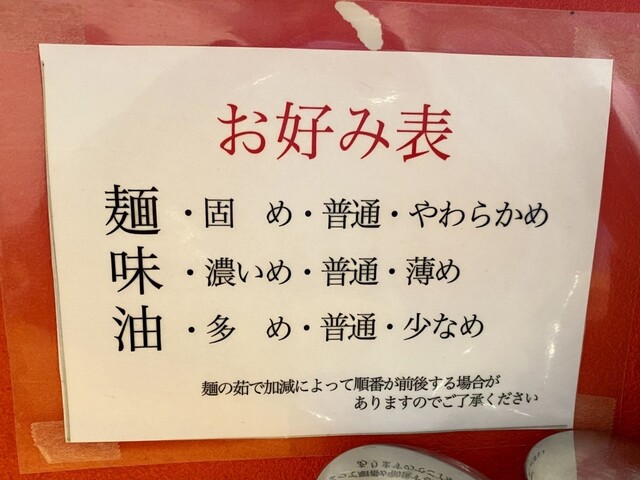 お好み表
麺・固　め・普通・やわらかめ
味・濃いめ・普通・薄め
油・多　め・普通・少なめ
麺の茹で加減によって順番が前後する場合が
ありますのでご了承ください